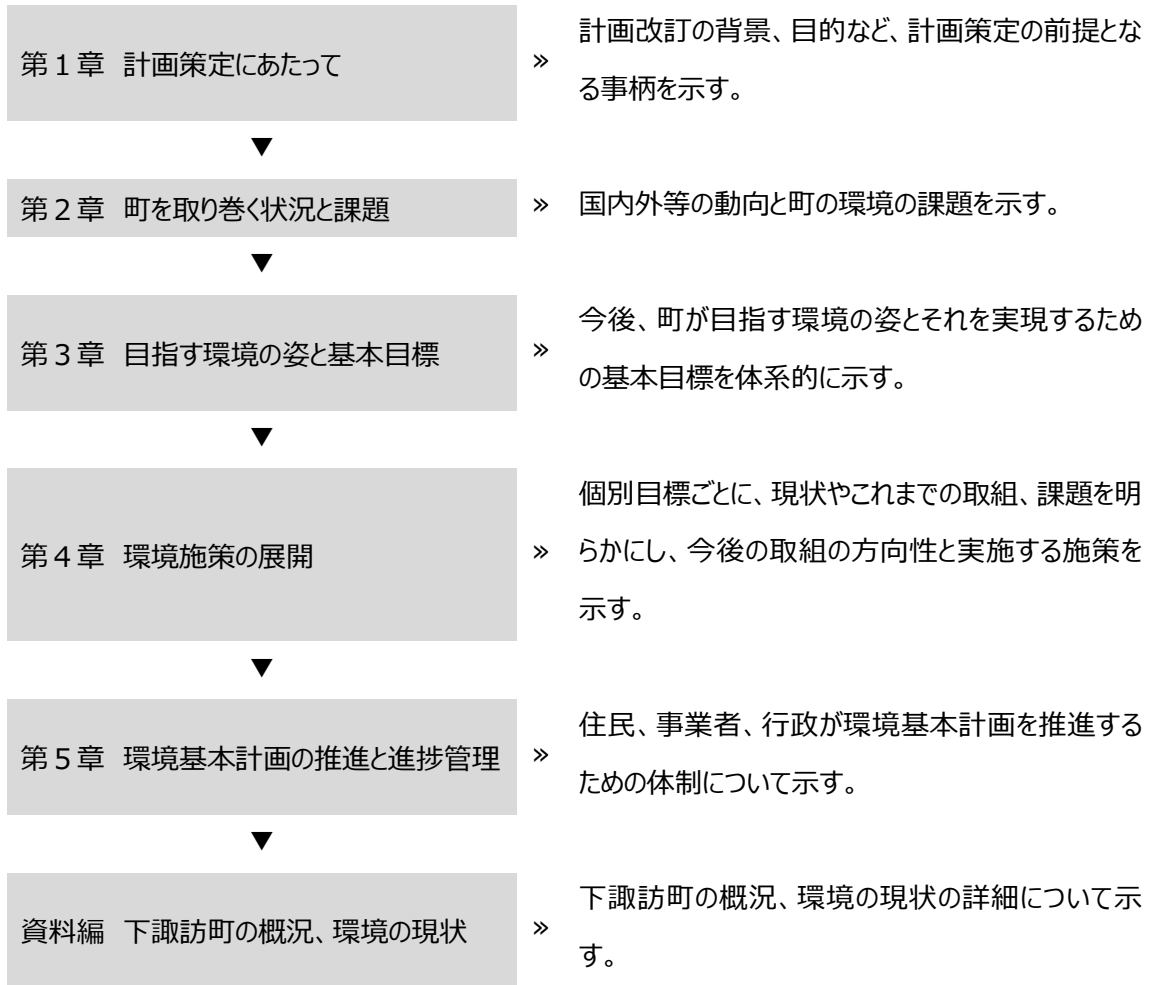 第１章 計画策定にあたって
»
計画改訂の背景、目的など、計画策定の前提とな
る事柄を示す。
▼
第２章 町を取り巻く状況と課題
»
国内外等の動向と町の環境の課題を示す。
▼
第３章 目指す環境の姿と基本目標
»
今後、町が目指す環境の姿とそれを実現するため
の基本目標を体系的に示す。
▼
第４章 環境施策の展開
»
個別目標ごとに、現状やこれまでの取組、課題を明
らかにし、今後の取組の方向性と実施する施策を
示す。
▼
第５章 環境基本計画の推進と進捗管理
»
住民、事業者、行政が環境基本計画を推進する
ための体制について示す。
▼
資料編 下諏訪町の概況、環境の現状
»
下諏訪町の概況、環境の現状の詳細について示
す。